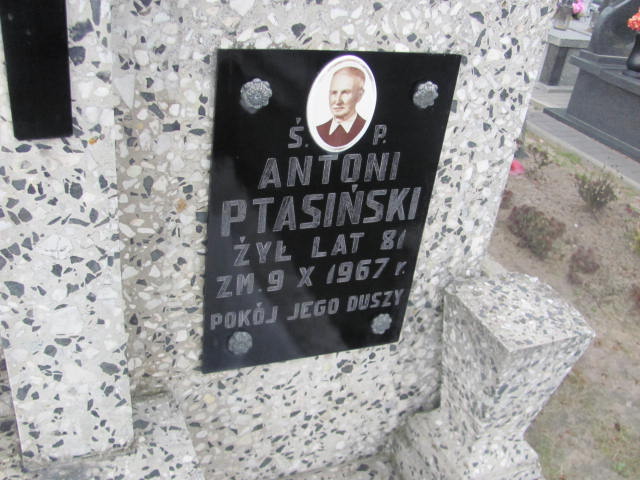 Ś. P.
ANTONI
PTASIŃSKI
ŻYŁ LAT 81
ZM. 9 X 1967 r.
POKÓJ JEGO DUSZY